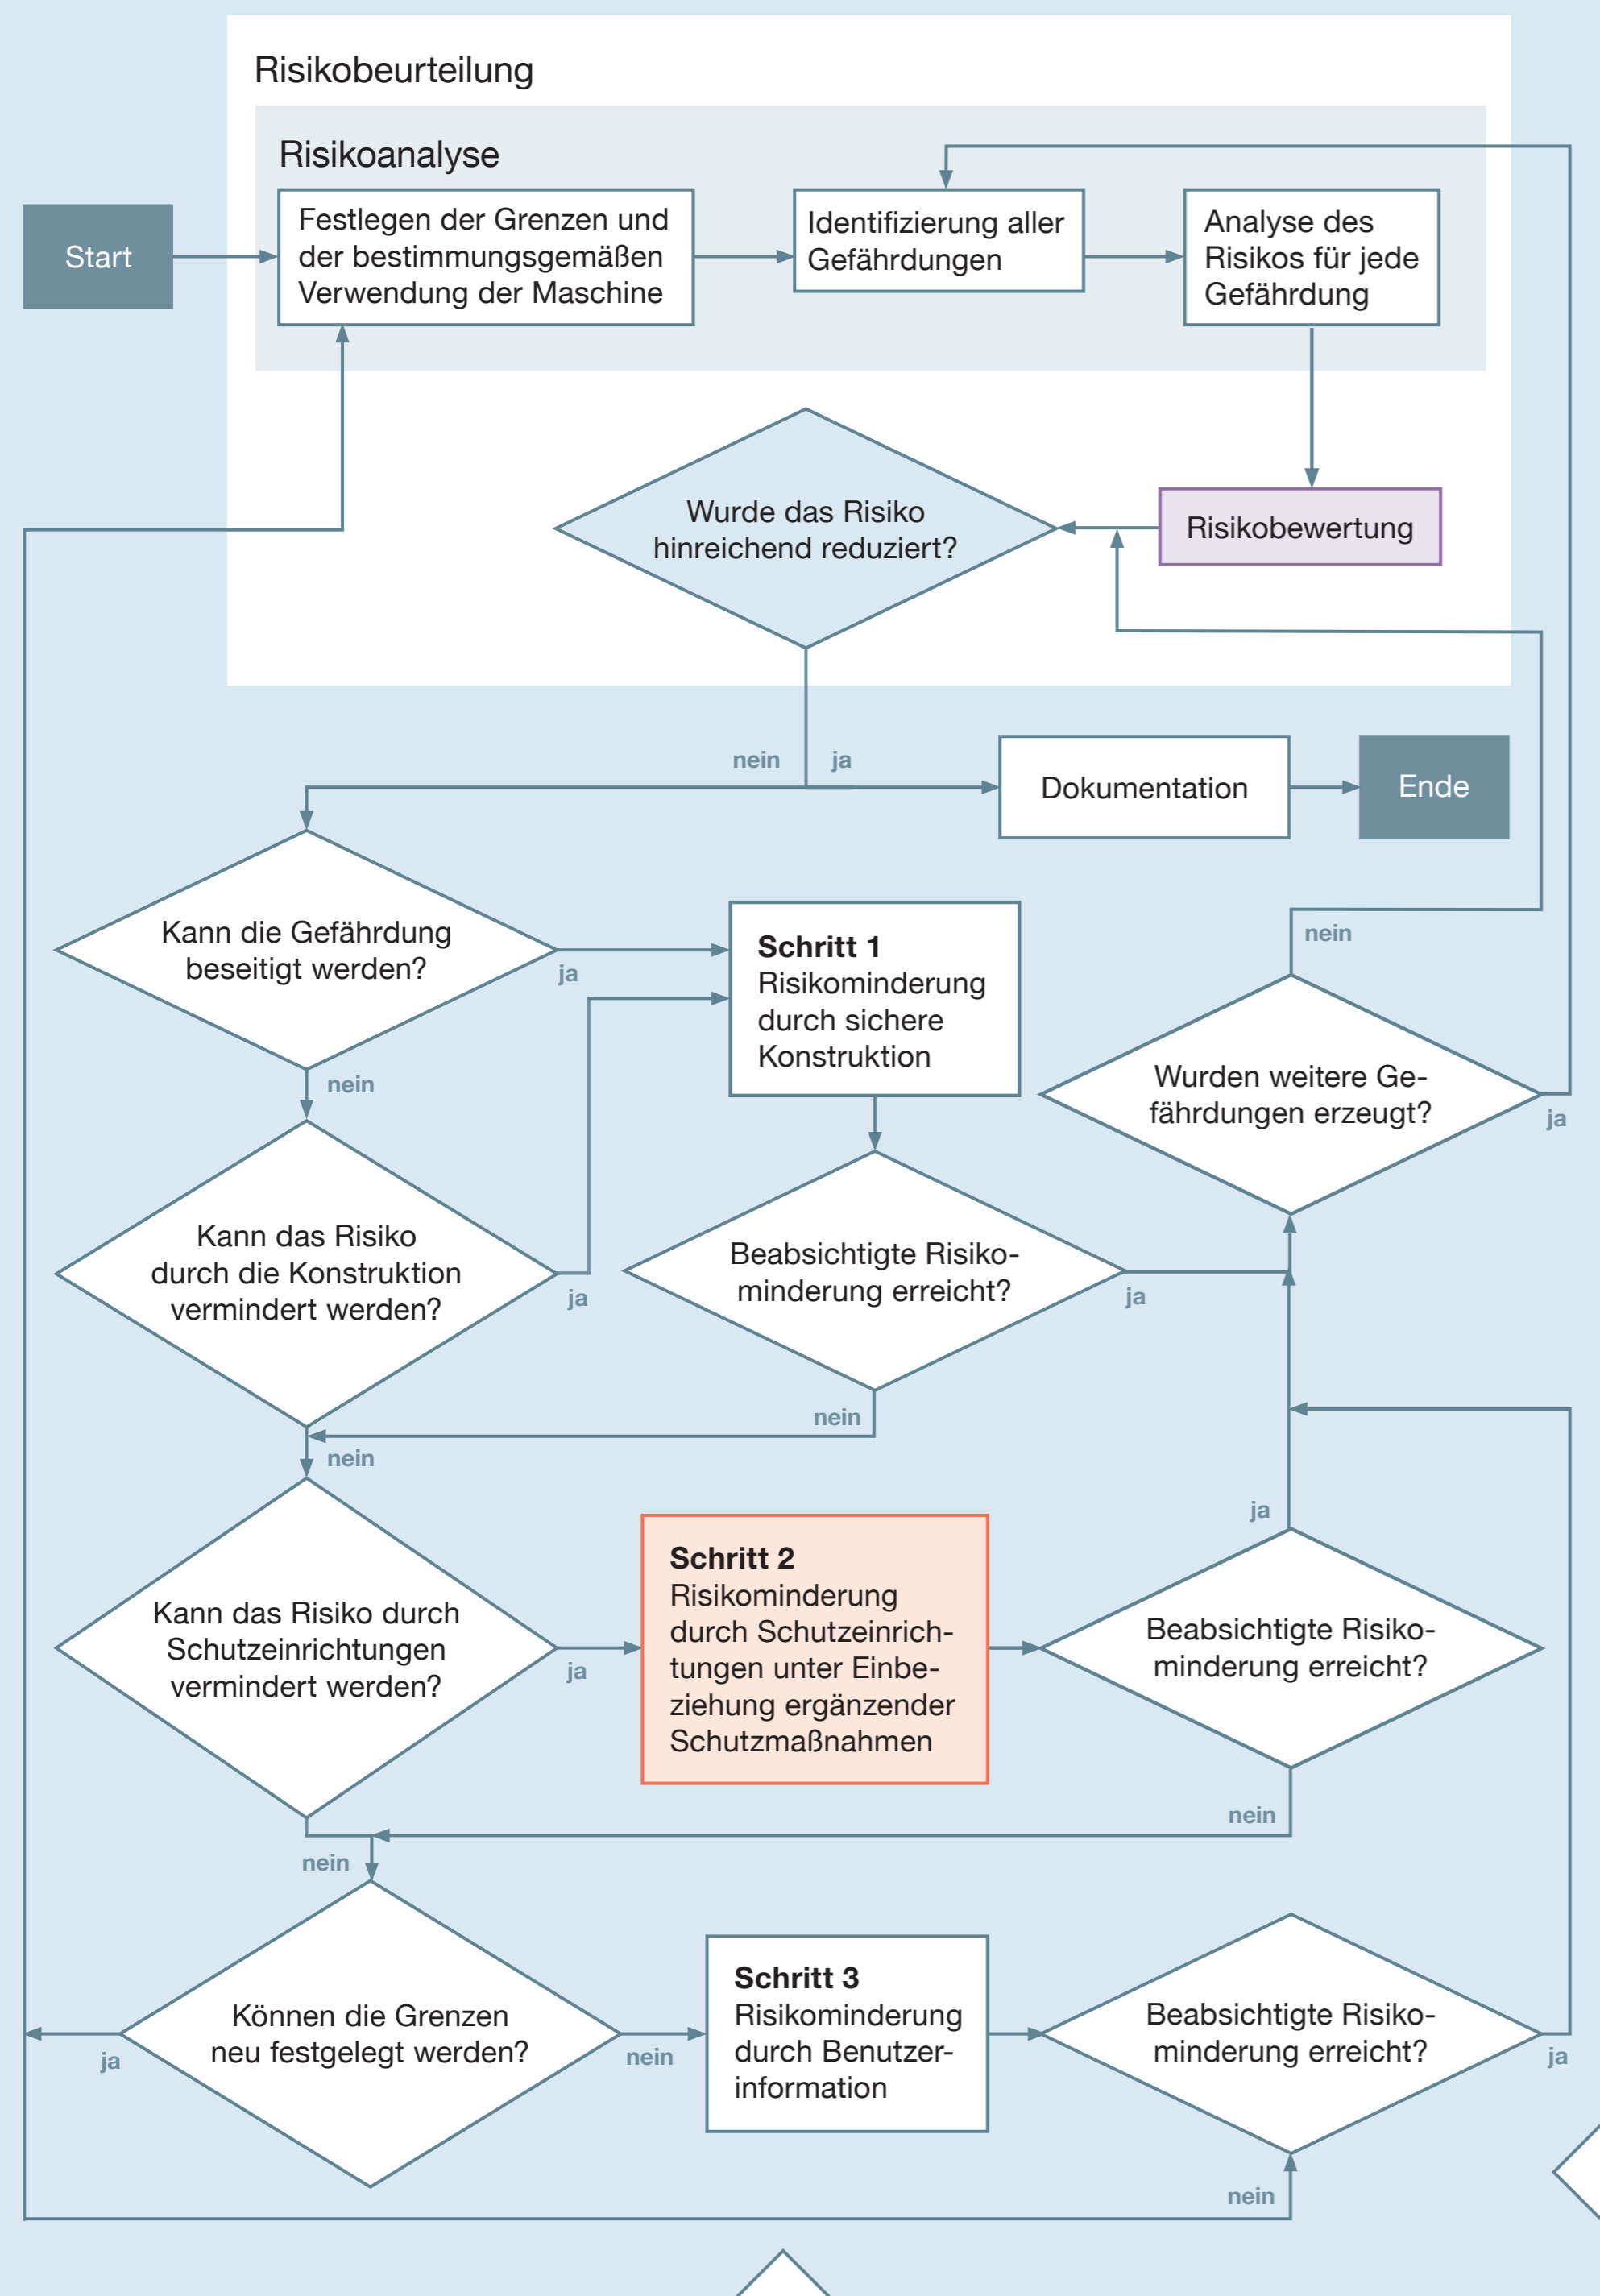 Risikobeurteilung
Risikoanalyse
Start
Festlegen der Grenzen und
der bestimmungsgemäßen
Verwendung der Maschine
Identifizierung aller
Gefährdungen
Analyse des
Risikos für jede
Gefährdung
Wurde das Risiko
hinreichend reduziert?
Risikobewertung
nein
ja
Dokumentation
Ende
Kann die Gefährdung
beseitigt werden?
ja
nein
Schritt 1
Risikominderung
durch sichere
Konstruktion
nein
Wurden weitere Ge-
fährdungen erzeugt?
ja
Kann das Risiko
durch die Konstruktion
vermindert werden?
ja
nein
Beabsichtigte Risiko-
minderung erreicht?
ja
nein
Kann das Risiko durch
Schutzeinrichtungen
vermindert werden?
ja
nein
Schritt 2
Risikominderung
durch Schutzeinrich-
tungen unter Einbe-
ziehung ergänzender
Schutzmaßnahmen
ja
Beabsichtigte Risiko-
minderung erreicht?
nein
Können die Grenzen
neu festgelegt werden?
ja
nein
Schritt 3
Risikominderung
durch Benutzer-
information
Beabsichtigte Risiko-
minderung erreicht?
ja
nein